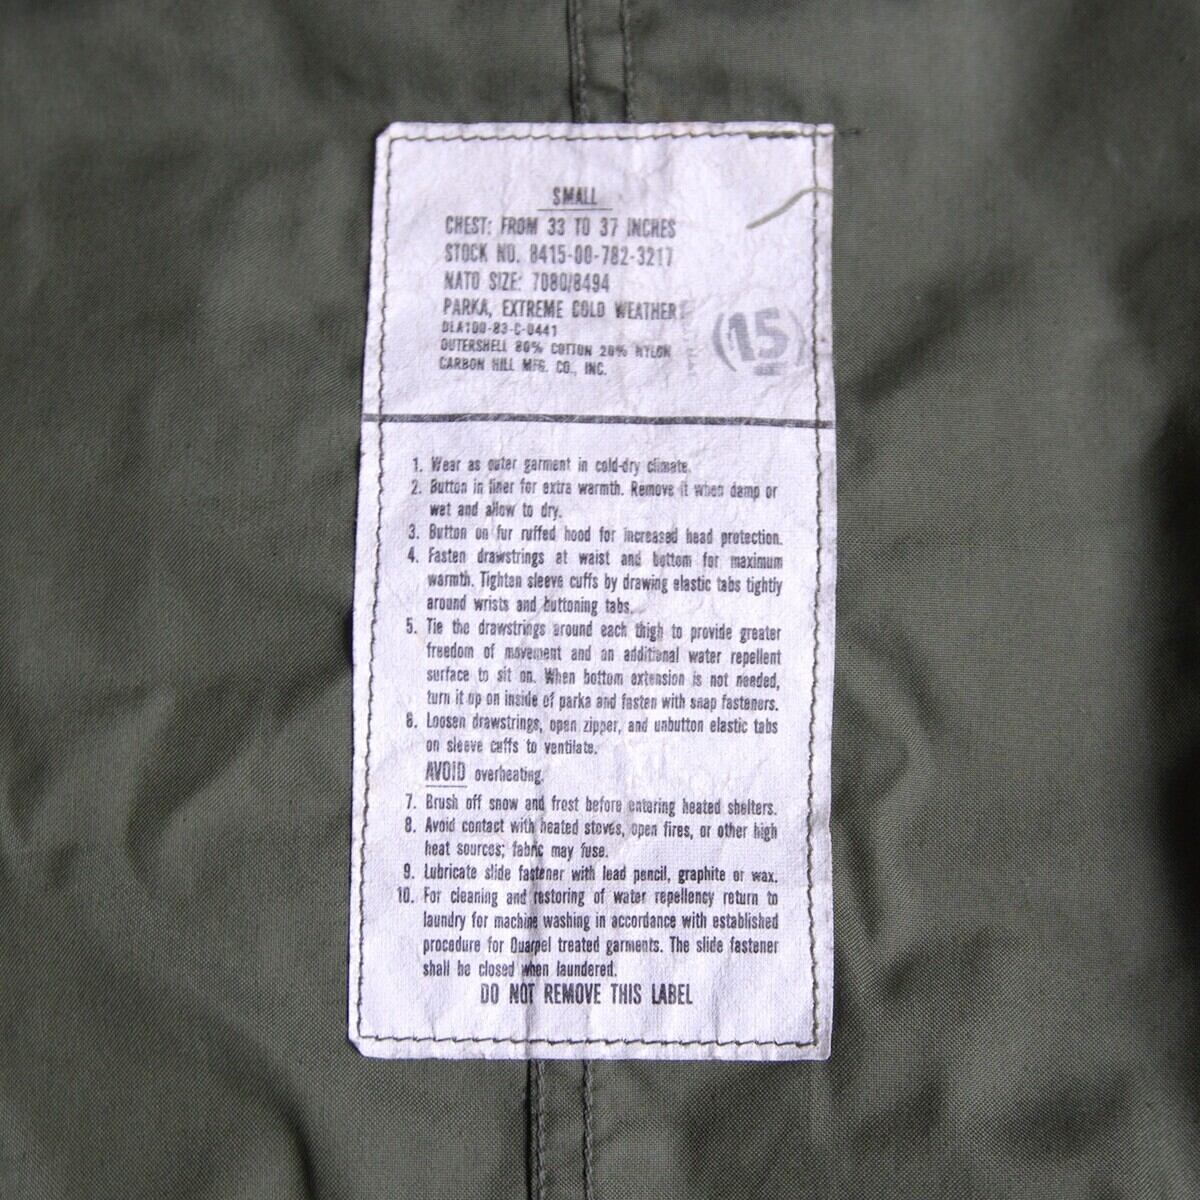 SMALL
CHEST: FROM 33 TO 37 INCHES
STOCK NO. 8415-00-782-3217
NATO SIZE: 7080/8494
PARKA, EXTREME COLD WEATHER
DLA100-83-C-0441
OUTERSHELL 80% COTTON 20% NYLON
CARBON HILL MFG. CO., INC.
(15)
1. Wear as outer garment in cold-dry climate.
2. Button in liner for extra warmth. Remove it when damp or
wet and allow to dry.
3. Button on fur ruffed hood for increased head protection.
4. Fasten drawstrings at waist and bottom for maximum
warmth. Tighten sleeve cuffs by drawing elastic tabs tightly
around wrists and buttoning tabs.
5. Tie the drawstrings around each thigh to provide greater
freedom of movement and an additional water repellent
surface to sit on. When bottom extension is not needed,
turn it up on inside of parka and fasten with snap fasteners.
6. Loosen drawstrings, open zipper, and unbutton elastic tabs
on sleeve cuffs to ventilate.
AVOID overheating.
7. Brush off snow and frost before entering heated shelters.
8. Avoid contact with heated stoves, open fires, or other high
heat sources; fabric may fuse.
9. Lubricate slide fastener with lead pencil, graphite or wax.
10. For cleaning and restoring of water repellency return to
laundry for machine washing in accordance with established
procedure for Quarpel treated garments. The slide fastener
shall be closed when laundered.
DO NOT REMOVE THIS LABEL